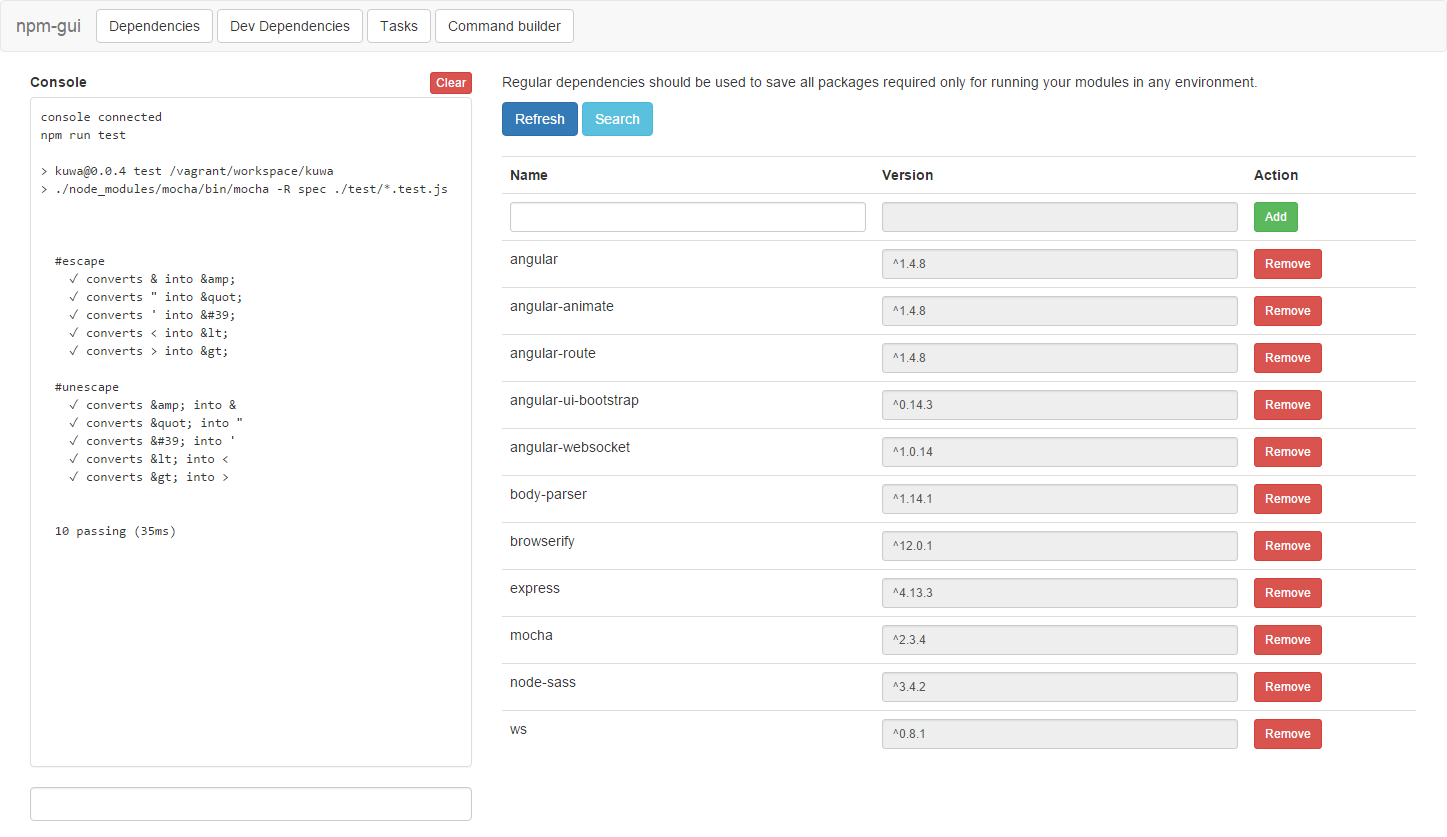 npm-gui Dependencies Dev Dependencies Tasks Command builder
Console Clear
console connected
npm run test
> kuwa@0.0.4 test /vagrant/workspace/kuwa
> ./node_modules/mocha/bin/mocha -R spec ./test/*.test.js
#escape
✓ converts & into &amp;
✓ converts " into &quot;
✓ converts ' into &#39;
✓ converts < into &lt;
✓ converts > into &gt;
#unescape
✓ converts &amp; into &
✓ converts &quot; into "
✓ converts &#39; into '
✓ converts &lt; into <
✓ converts &gt; into >
10 passing (35ms)
Regular dependencies should be used to save all packages required only for running your modules in any environment.
Refresh Search
Name Version Action
Add
angular ^1.4.8 Remove
angular-animate ^1.4.8 Remove
angular-route ^1.4.8 Remove
angular-ui-bootstrap ^0.14.3 Remove
angular-websocket ^1.0.14 Remove
body-parser ^1.14.1 Remove
browserify ^12.0.1 Remove
express ^4.13.3 Remove
mocha ^2.3.4 Remove
node-sass ^3.4.2 Remove
ws ^0.8.1 Remove